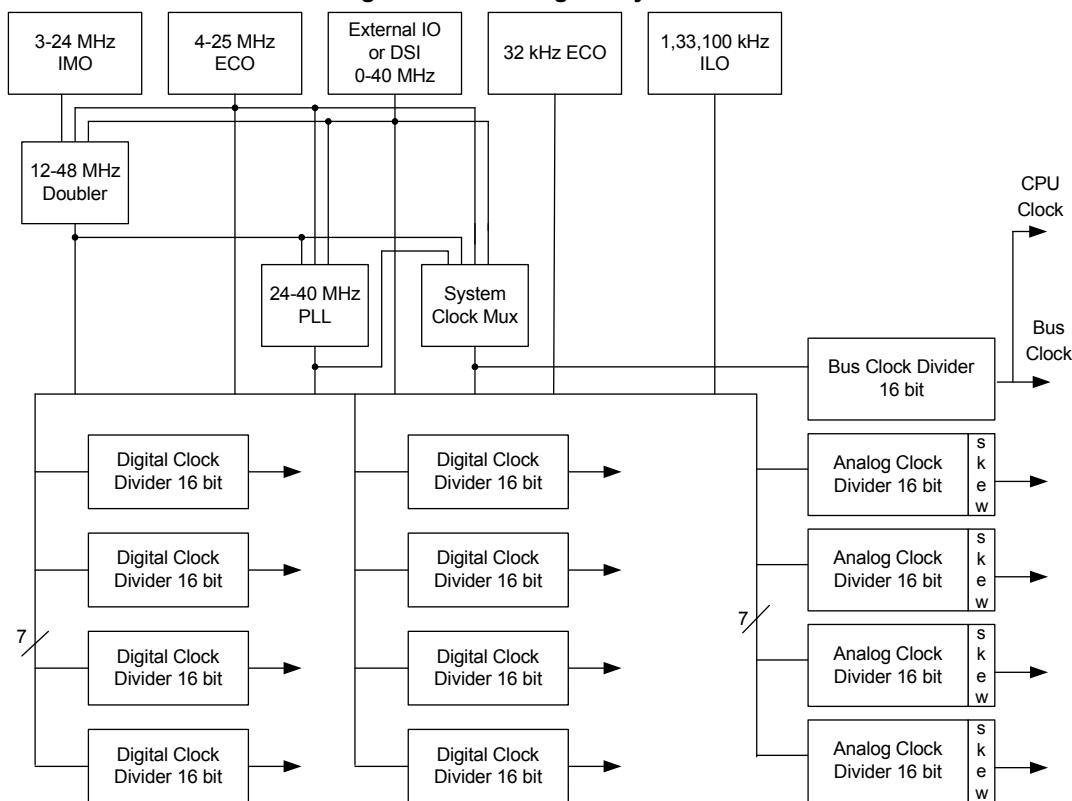 3-24 MHz
IMO
4-25 MHz
ECO
External IO
or DSI
0-40 MHz
32 kHz ECO
1,33,100 kHz
ILO
12-48 MHz
Doubler
CPU
Clock
24-40 MHz
PLL
System
Clock Mux
Bus
Clock
Bus Clock Divider
16 bit
Digital Clock
Divider 16 bit
Digital Clock
Divider 16 bit
Analog Clock
Divider 16 bit
s
k
e
w
Digital Clock
Divider 16 bit
Digital Clock
Divider 16 bit
Analog Clock
Divider 16 bit
s
k
e
w
7
7
Digital Clock
Divider 16 bit
Digital Clock
Divider 16 bit
Analog Clock
Divider 16 bit
s
k
e
w
Digital Clock
Divider 16 bit
Digital Clock
Divider 16 bit
Analog Clock
Divider 16 bit
s
k
e
w